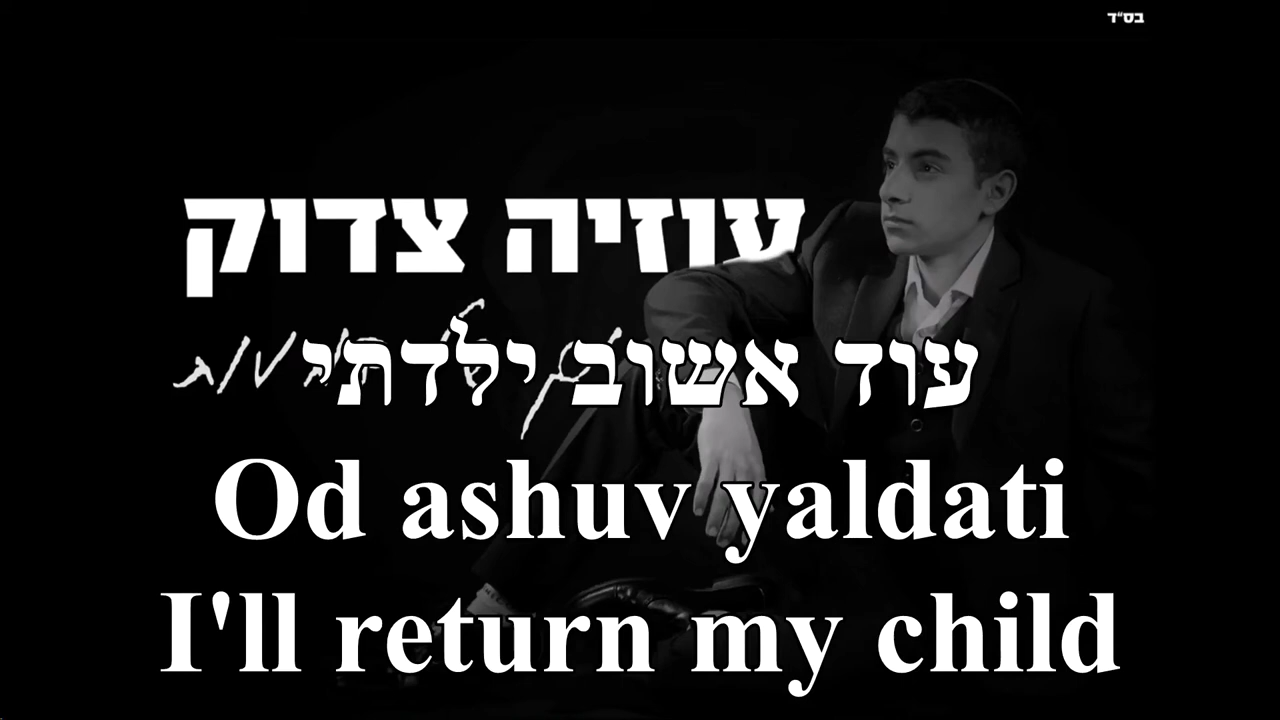 בס"ד
עוזיה צדוק
עוד אשוב ילדתי
Od ashuv yaldati
I'll return my child